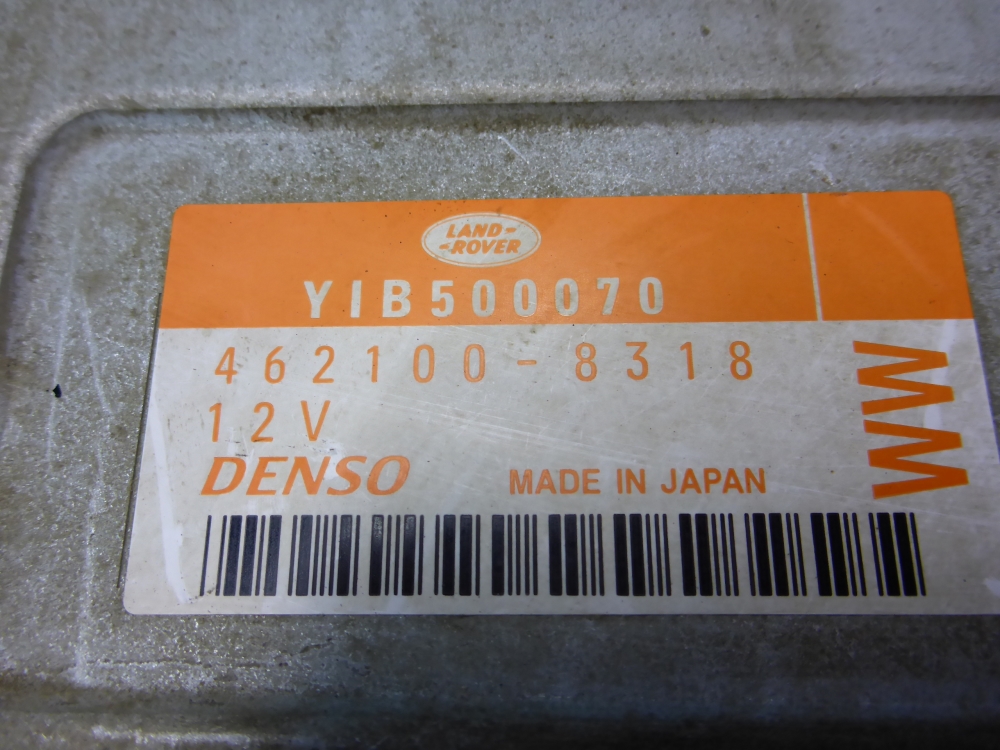 LAND-
-ROVER
YIB500070
462100-8318
12V
DENSO MADE IN JAPAN
WW